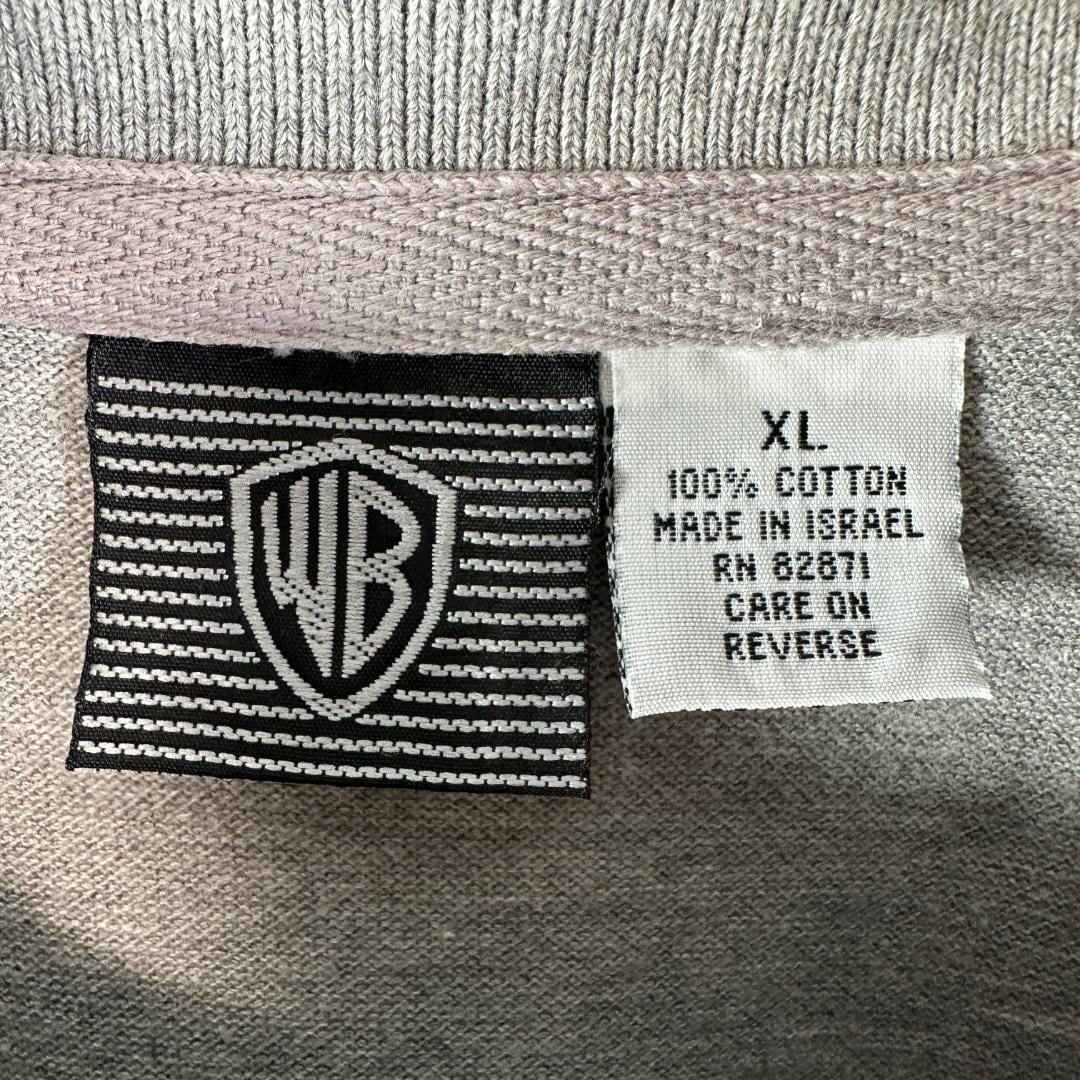 WB
XL
100% COTTON
MADE IN ISRAEL
RN 82871
CARE ON
REVERSE